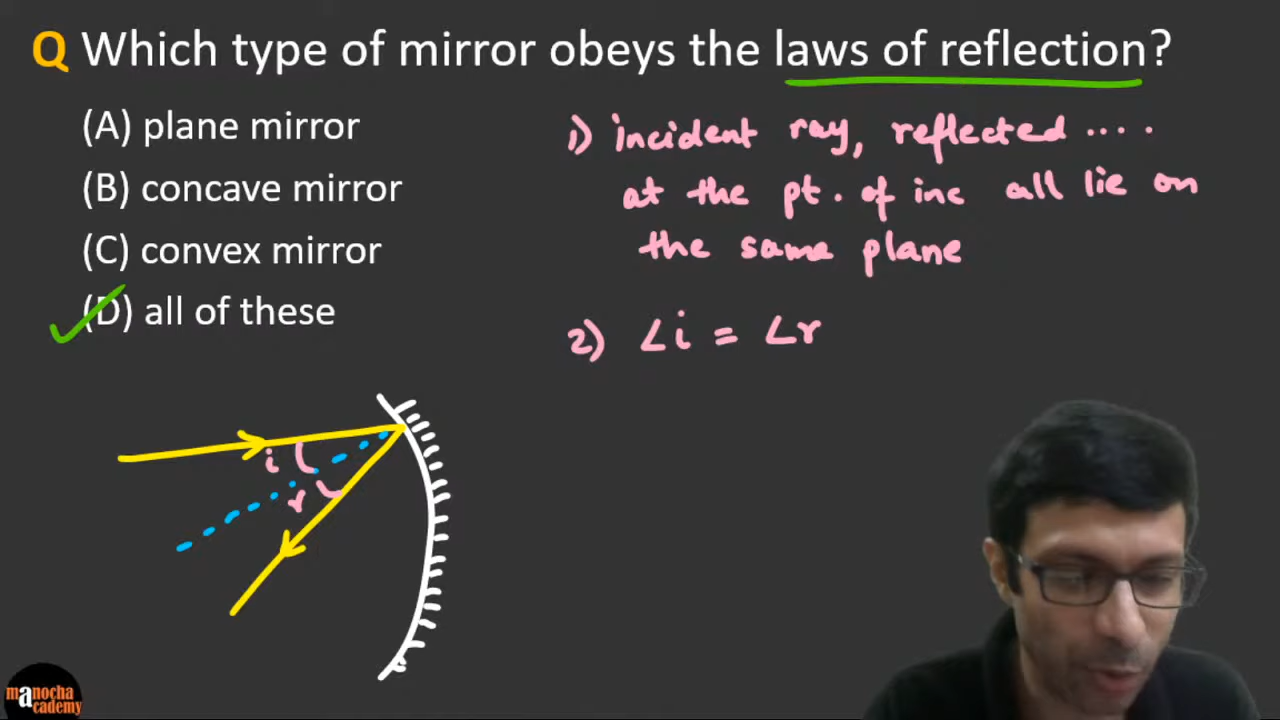 Q Which type of mirror obeys the laws of reflection?
(A) plane mirror
(B) concave mirror
(C) convex mirror
(D) all of these
1) incident ray, reflected ....
at the pt. of inc all lie on
the same plane
2) ∠i = ∠r
i
r
manocha
academy